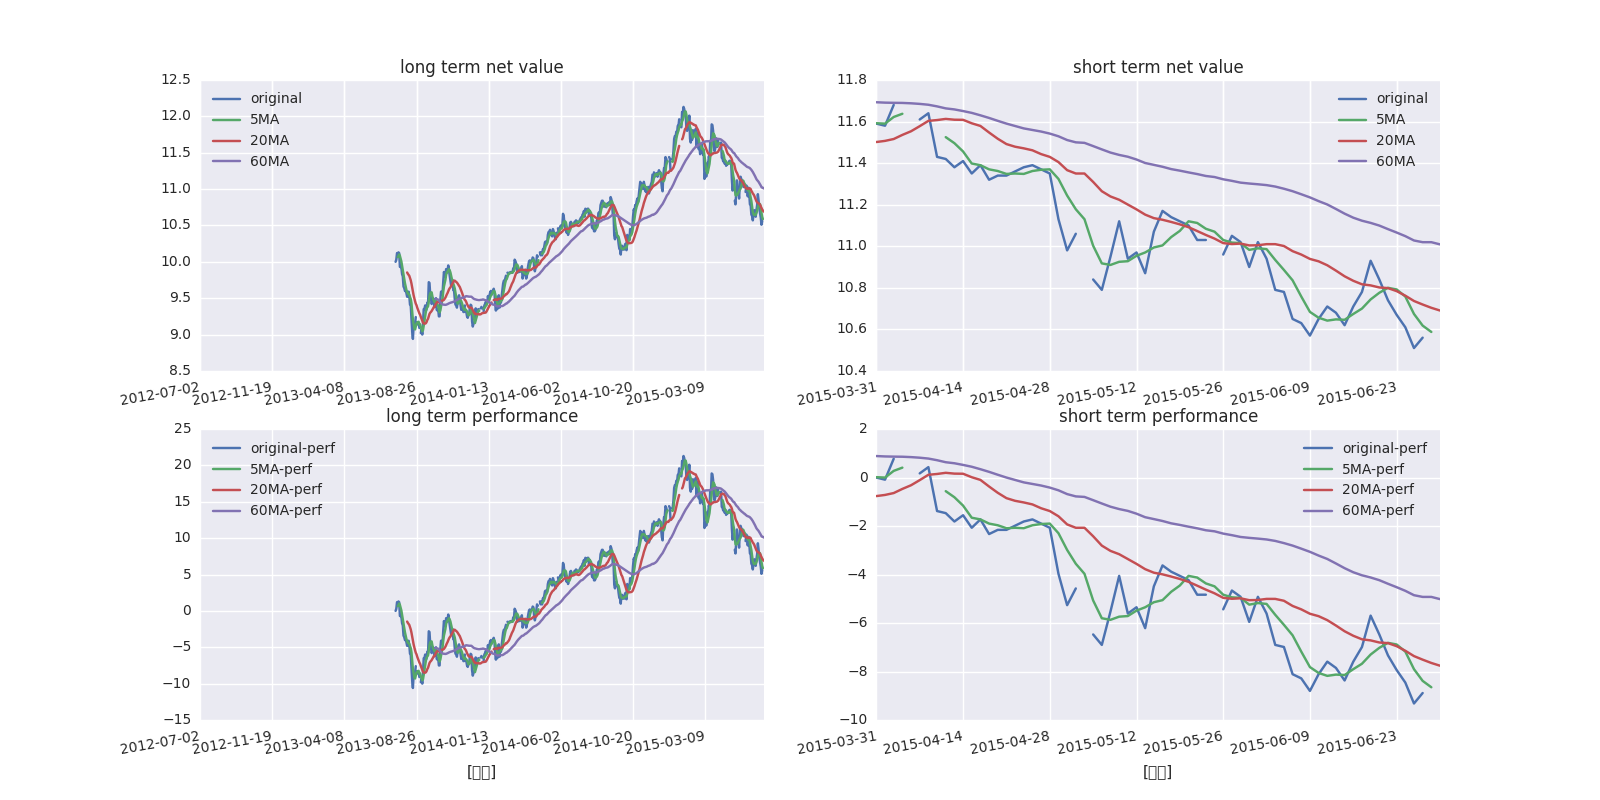 long term net value
12.5
12.0
11.5
11.0
10.5
10.0
9.5
9.0
8.5
original
5MA
20MA
60MA
2012-07-02 2012-11-19 2013-04-08 2013-08-26 2014-01-13 2014-06-02 2014-10-20 2015-03-09
short term net value
11.8
11.6
11.4
11.2
11.0
10.8
10.6
10.4
original
5MA
20MA
60MA
2015-03-31 2015-04-14 2015-04-28 2015-05-12 2015-05-26 2015-06-09 2015-06-23
long term performance
25
20
15
10
5
0
−5
−10
−15
original-perf
5MA-perf
20MA-perf
60MA-perf
2012-07-02 2012-11-19 2013-04-08 2013-08-26 2014-01-13 2014-06-02 2014-10-20 2015-03-09
short term performance
2
0
−2
−4
−6
−8
−10
original-perf
5MA-perf
20MA-perf
60MA-perf
2015-03-31 2015-04-14 2015-04-28 2015-05-12 2015-05-26 2015-06-09 2015-06-23